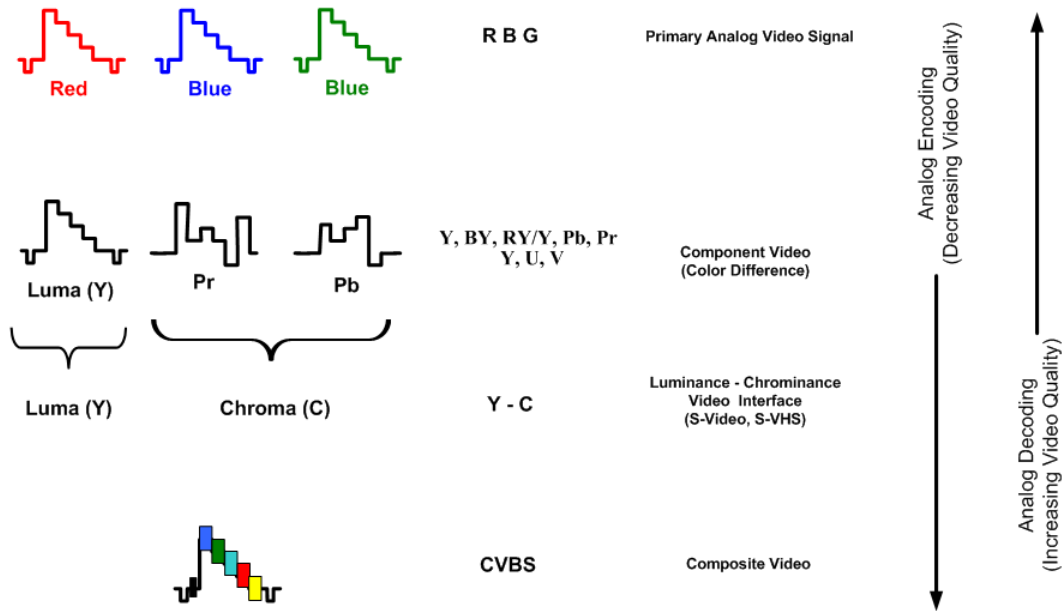 R B G
Primary Analog Video Signal
Red
Blue
Blue
Analog Encoding
(Decreasing Video Quality)
Y, BY, RY/Y, Pb, Pr
Y, U, V
Component Video
(Color Difference)
Luma (Y)
Pr
Pb
Luma (Y)
Chroma (C)
Y - C
Luminance - Chrominance
Video Interface
(S-Video, S-VHS)
Analog Decoding
(Increasing Video Quality)
CVBS
Composite Video